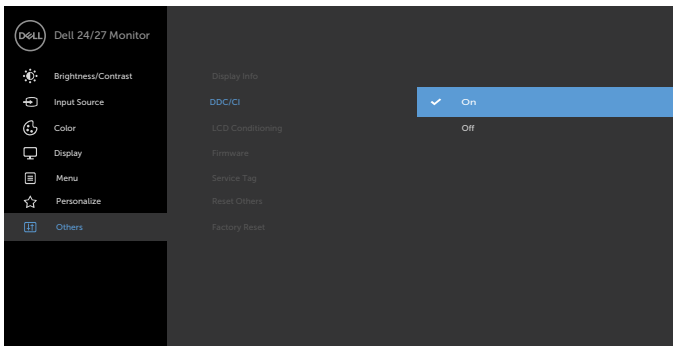 DELL Dell 24/27 Monitor
Brightness/Contrast
Input Source
Color
Display
Menu
Personalize
Others
Display Info
DDC/CI
LCD Conditioning
Firmware
Service Tag
Reset Others
Factory Reset
On
Off